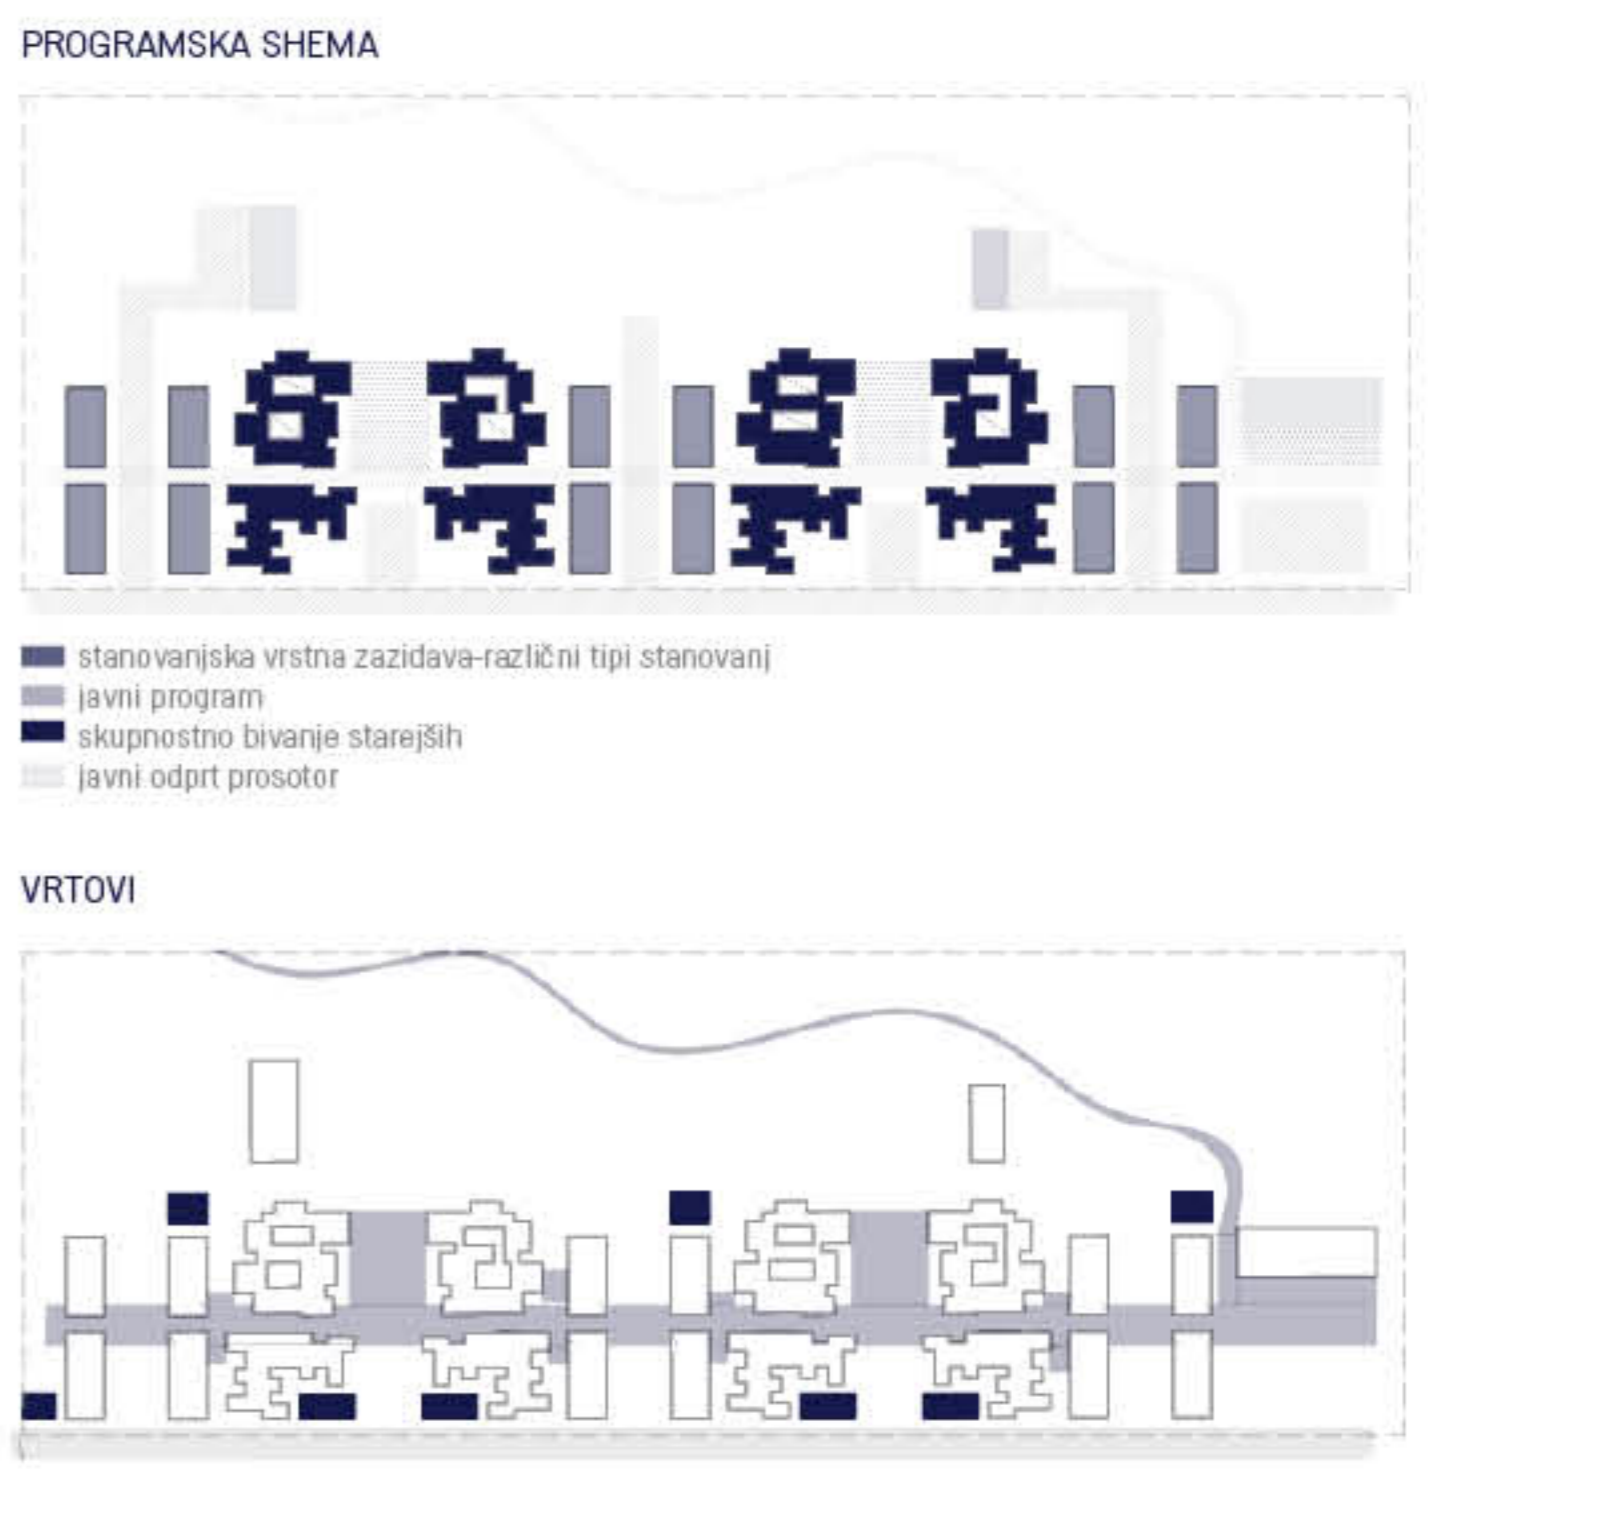 PROGRAMSKA SHEMA
stanovanjska vrstna zazidava-različni tipi stanovanj
javni program
skupnostno bivanje starejših
javni odprt prosotor
VRTOVI